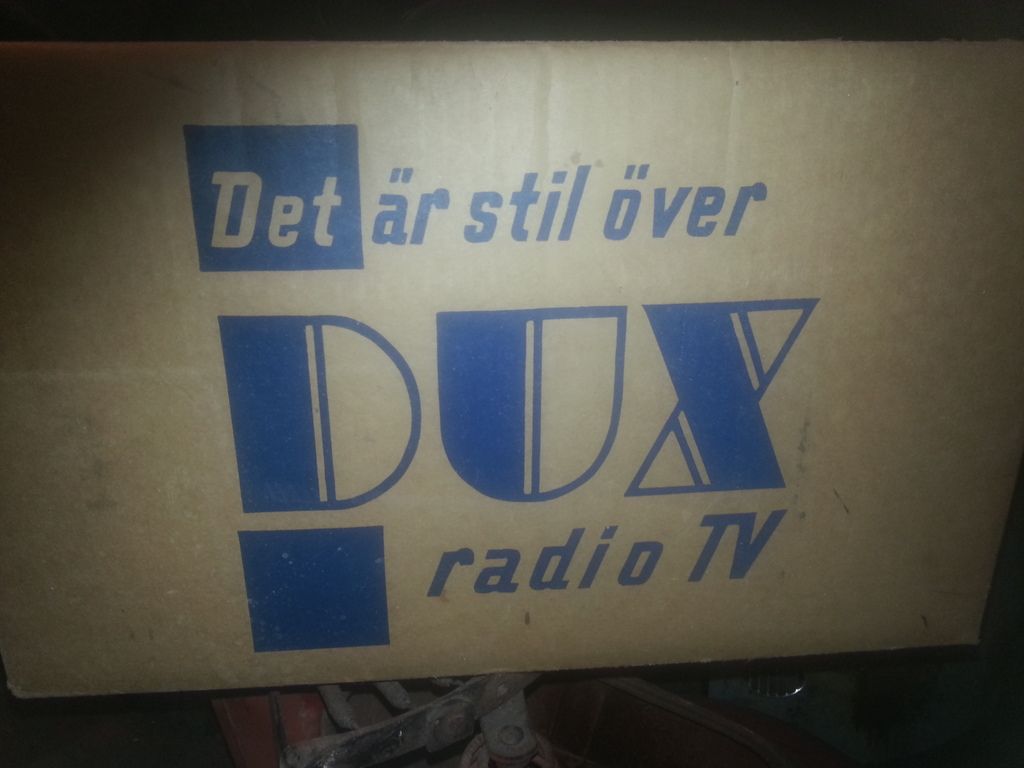 Det är stil över
DUX
radio TV